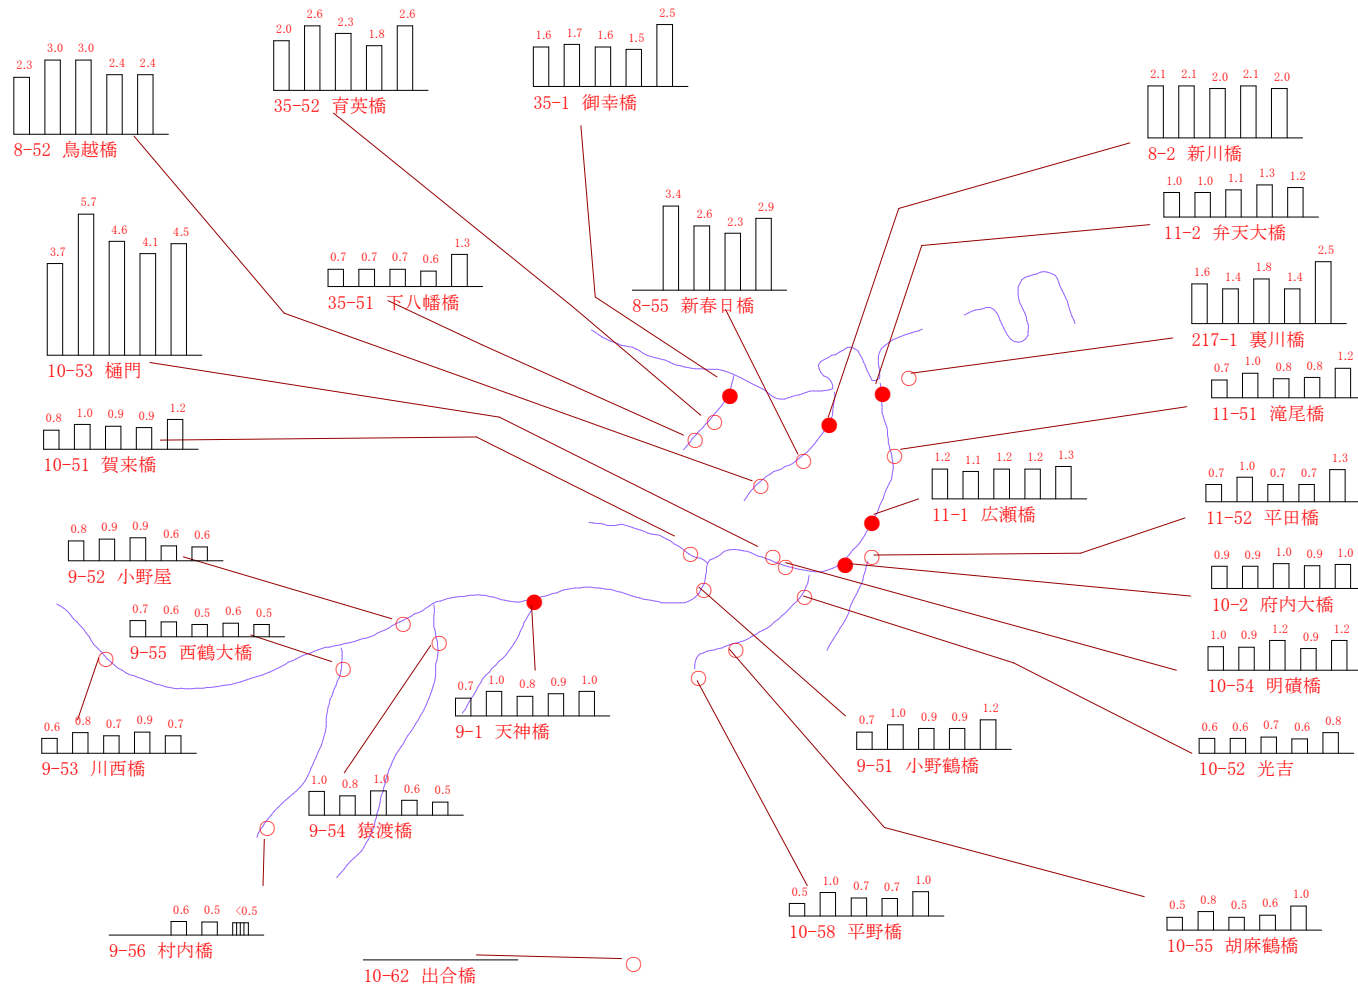 2.0 2.6 2.3 1.8 2.6
35-52 育英橋
1.6 1.7 1.6 1.5 2.5
35-1 御幸橋
2.3 3.0 3.0 2.4 2.4
8-52 鳥越橋
2.1 2.1 2.0 2.1 2.0
8-2 新川橋
1.0 1.0 1.1 1.3 1.2
11-2 弁天大橋
3.7 5.7 4.6 4.1 4.5
10-53 樋門
0.7 0.7 0.7 0.6 1.3
35-51 下八幡橋
3.4 2.6 2.3 2.9
8-55 新春日橋
1.6 1.4 1.8 1.4 2.5
217-1 裏川橋
0.7 1.0 0.8 0.8 1.2
11-51 滝尾橋
0.8 1.0 0.9 0.9 1.2
10-51 賀来橋
1.2 1.1 1.2 1.2 1.3
11-1 広瀬橋
0.7 1.0 0.7 0.7 1.3
11-52 平田橋
0.8 0.9 0.9 0.6 0.6
9-52 小野屋
0.9 0.9 1.0 0.9 1.0
10-2 府内大橋
0.7 0.6 0.5 0.6 0.5
9-55 西鶴大橋
1.0 0.9 1.2 0.9 1.2
10-54 明磧橋
0.7 1.0 0.8 0.9 1.0
9-1 天神橋
0.6 0.8 0.7 0.9 0.7
9-53 川西橋
0.7 1.0 0.9 0.9 1.2
9-51 小野鶴橋
0.6 0.6 0.7 0.6 0.8
10-52 光吉
1.0 0.8 1.0 0.6 0.5
9-54 猿渡橋
0.5 1.0 0.7 0.7 1.0
10-58 平野橋
0.5 0.8 0.5 0.6 1.0
10-55 胡麻鶴橋
0.6 0.5 <0.5
9-56 村内橋
10-62 出合橋